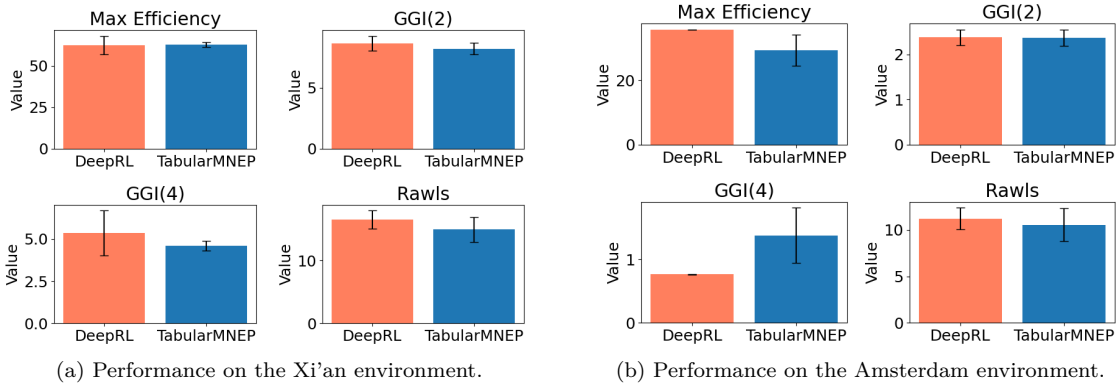 Max Efficiency
Value
50
25
0
DeepRL TabularMNEP
GGI(2)
Value
5
0
DeepRL TabularMNEP
GGI(4)
Value
5.0
2.5
0.0
DeepRL TabularMNEP
Rawls
Value
10
0
DeepRL TabularMNEP
(a) Performance on the Xi'an environment.
Max Efficiency
Value
20
0
DeepRL TabularMNEP
GGI(2)
Value
2
1
0
DeepRL TabularMNEP
GGI(4)
Value
1
0
DeepRL TabularMNEP
Rawls
Value
10
5
0
DeepRL TabularMNEP
(b) Performance on the Amsterdam environment.